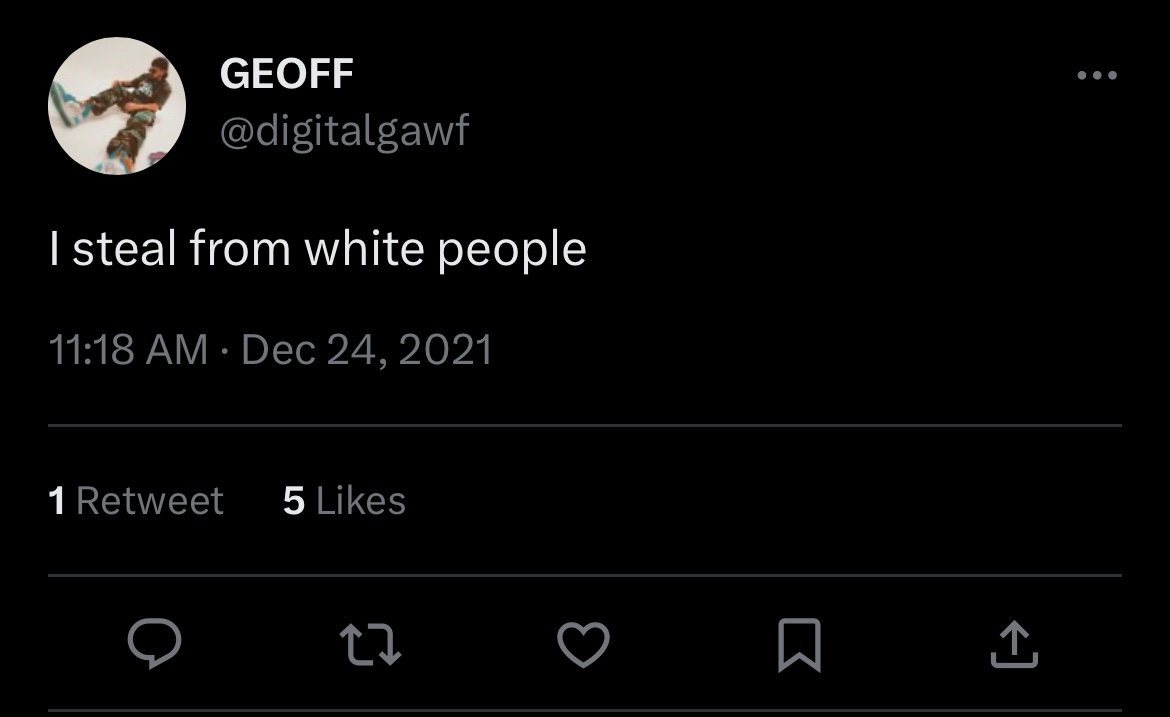 GEOFF
@digitalgawf
I steal from white people
11:18 AM · Dec 24, 2021
1 Retweet 5 Likes